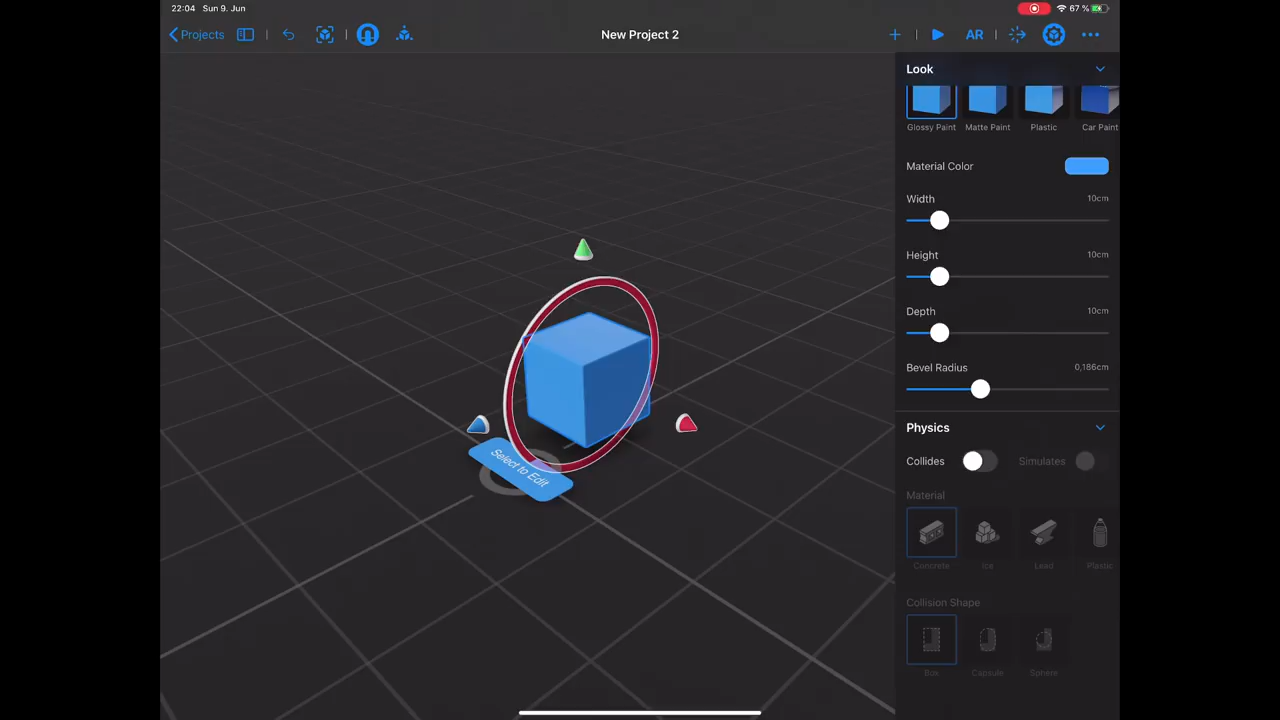 22:04 Sun 9. Jun
67 %
Projects
New Project 2
AR
Look
Glossy Paint Matte Paint Plastic Car Paint
Material Color
Width 10cm
Height 10cm
Depth 10cm
Bevel Radius 0,186cm
Physics
Collides Simulates
Material
Concrete Ice Lead Plastic
Collision Shape
Box Capsule Sphere
Select to Edit